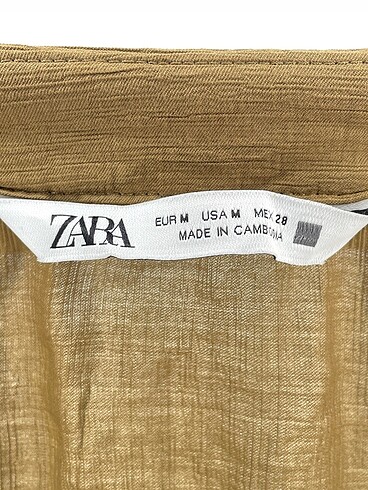 ZARA
EUR M USA M MEX 28
MADE IN CAMBODIA